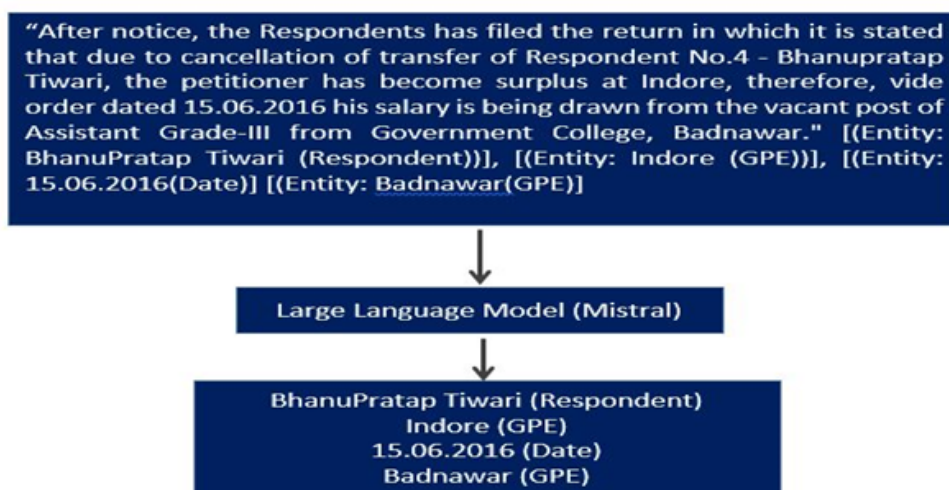 “After notice, the Respondents has filed the return in which it is stated
that due to cancellation of transfer of Respondent No.4 - Bhanupratap
Tiwari, the petitioner has become surplus at Indore, therefore, vide
order dated 15.06.2016 his salary is being drawn from the vacant post of
Assistant Grade-III from Government College, Badnawar." [(Entity:
BhanuPratap Tiwari (Respondent))], [(Entity: Indore (GPE))], [(Entity:
15.06.2016(Date)] [(Entity: Badnawar(GPE)]
Large Language Model (Mistral)
BhanuPratap Tiwari (Respondent)
Indore (GPE)
15.06.2016 (Date)
Badnawar (GPE)